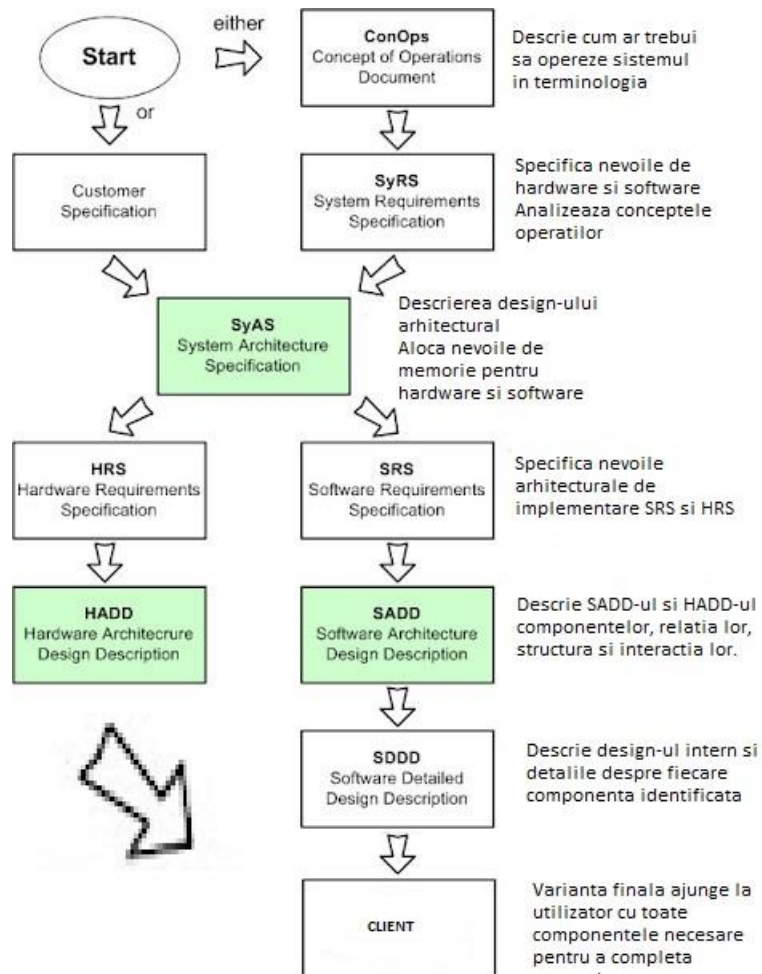 either
Start
or
ConOps
Concept of Operations
Document
Descrie cum ar trebui
sa opereze sistemul
in terminologia
Customer
Specification
SyRS
System Requirements
Specification
Specifica nevoile de
hardware si software
Analizeaza conceptele
operatilor
SyAS
System Architecture
Specification
Descrierea design-ului
arhitectural
Aloca nevoile de
memorie pentru
hardware si software
HRS
Hardware Requirements
Specification
SRS
Software Requirements
Specification
Specifica nevoile
arhitecturale de
implementare SRS si HRS
HADD
Hardware Architecrure
Design Description
SADD
Software Architecture
Design Description
Descrie SADD-ul si HADD-ul
componentelor, relatia lor,
structura si interactia lor.
SDDD
Software Detailed
Design Description
Descrie design-ul intern si
detaliile despre fiecare
componenta identificata
CLIENT
Varianta finala ajunge la
utilizator cu toate
componentele necesare
pentru a completa